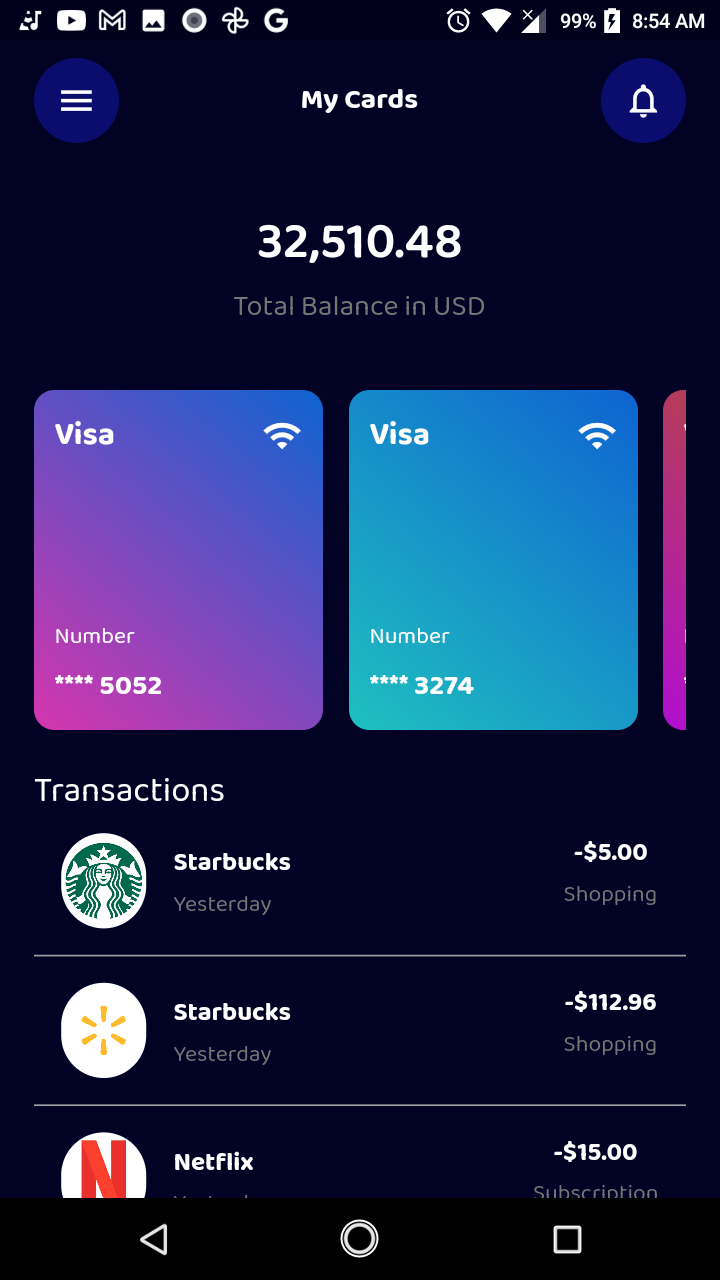 99% 8:54 AM
My Cards
32,510.48
Total Balance in USD
Visa
Number
**** 5052
Visa
Number
**** 3274
Transactions
Starbucks -$5.00
Yesterday Shopping
Starbucks -$112.96
Yesterday Shopping
Netflix -$15.00
Subscription